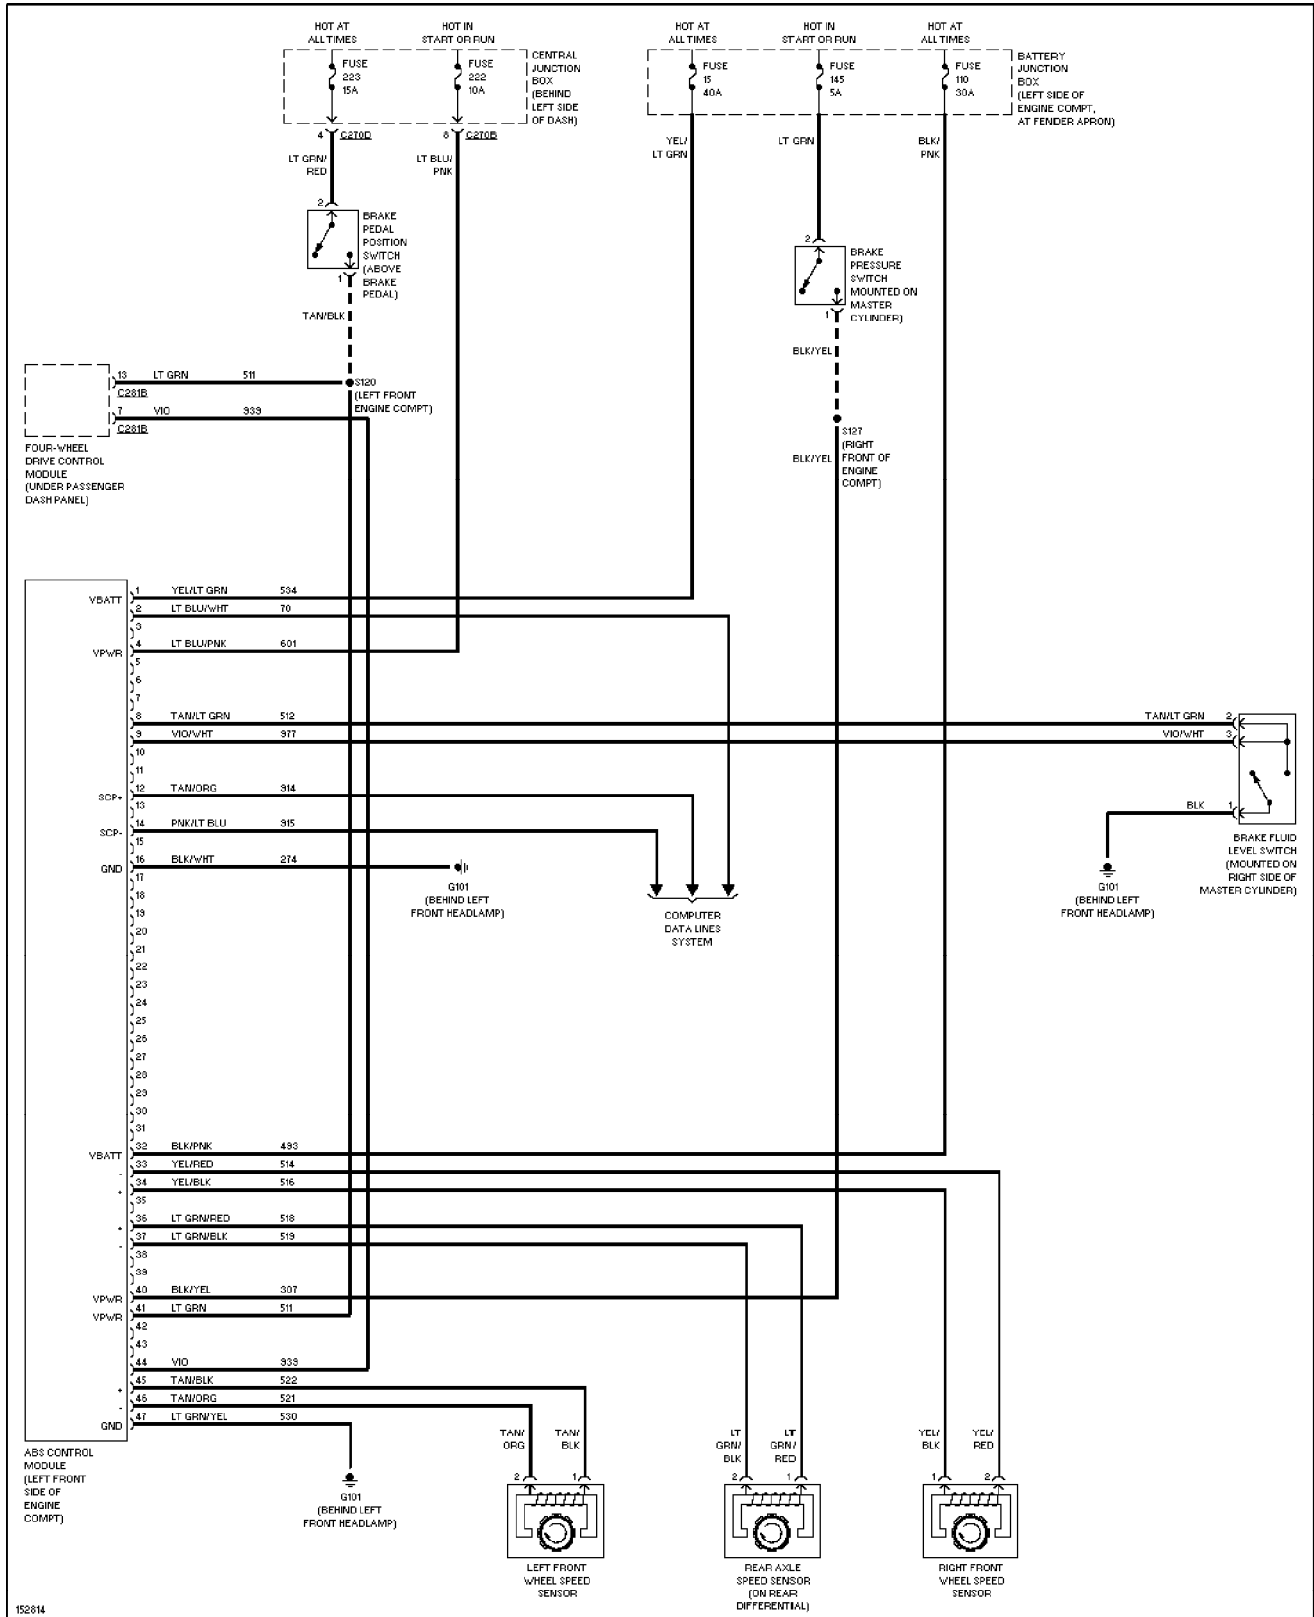 HOT AT
ALL TIMES
HOT IN
START OR RUN
HOT AT
ALL TIMES
HOT IN
START OR RUN
HOT AT
ALL TIMES
FUSE
223
15A
FUSE
222
10A
CENTRAL
JUNCTION
BOX
(BEHIND
LEFT SIDE
OF DASH)
FUSE
15
40A
FUSE
145
5A
FUSE
110
30A
BATTERY
JUNCTION
BOX
(LEFT SIDE OF
ENGINE COMPT,
AT FENDER APRON)
4 C270D
8 C270B
LT GRN/
RED
LT BLU/
PNK
YEL/
LT GRN
LT GRN
BLK/
PNK
2
BRAKE
PEDAL
POSITION
SWITCH
(ABOVE
BRAKE
PEDAL)
1
TAN/BLK
2
BRAKE
PRESSURE
SWITCH
MOUNTED ON
MASTER
CYLINDER)
1
BLK/YEL
13 LT GRN 511
C281B
7 VIO 939
C281B
S120
(LEFT FRONT
ENGINE COMPT)
FOUR-WHEEL
DRIVE CONTROL
MODULE
(UNDER PASSENGER
DASH PANEL)
S127
(RIGHT
FRONT OF
ENGINE
COMPT)
BLK/YEL
VBATT 1 YEL/LT GRN 534
2 LT BLU/WHT 70
3
VPWR 4 LT BLU/PNK 601
5
6
7
8 TAN/LT GRN 512 TAN/LT GRN 2
9 VIO/WHT 977 VIO/WHT 3
10
11
SCP+ 12 TAN/ORG 914
13
SCP- 14 PNK/LT BLU 915
15
GND 16 BLK/WHT 274
BLK 1
BRAKE FLUID
LEVEL SWITCH
(MOUNTED ON
RIGHT SIDE OF
MASTER CYLINDER)
G101
(BEHIND LEFT
FRONT HEADLAMP)
COMPUTER
DATA LINES
SYSTEM
G101
(BEHIND LEFT
FRONT HEADLAMP)
17
18
19
20
21
22
23
24
25
26
27
28
29
30
31
VBATT 32 BLK/PNK 493
- 33 YEL/RED 514
+ 34 YEL/BLK 516
35
+ 36 LT GRN/RED 518
- 37 LT GRN/BLK 519
38
39
VPWR 40 BLK/YEL 307
VPWR 41 LT GRN 511
42
43
44 VIO 939
+ 45 TAN/BLK 522
- 46 TAN/ORG 521
GND 47 LT GRN/YEL 530
ABS CONTROL
MODULE
(LEFT FRONT
SIDE OF
ENGINE
COMPT)
G101
(BEHIND LEFT
FRONT HEADLAMP)
TAN/
ORG
TAN/
BLK
2 1
LEFT FRONT
WHEEL SPEED
SENSOR
LT
GRN/
BLK
LT
GRN/
RED
2 1
REAR AXLE
SPEED SENSOR
(ON REAR
DIFFERENTIAL)
YEL/
BLK
YEL/
RED
1 2
RIGHT FRONT
WHEEL SPEED
SENSOR
152814